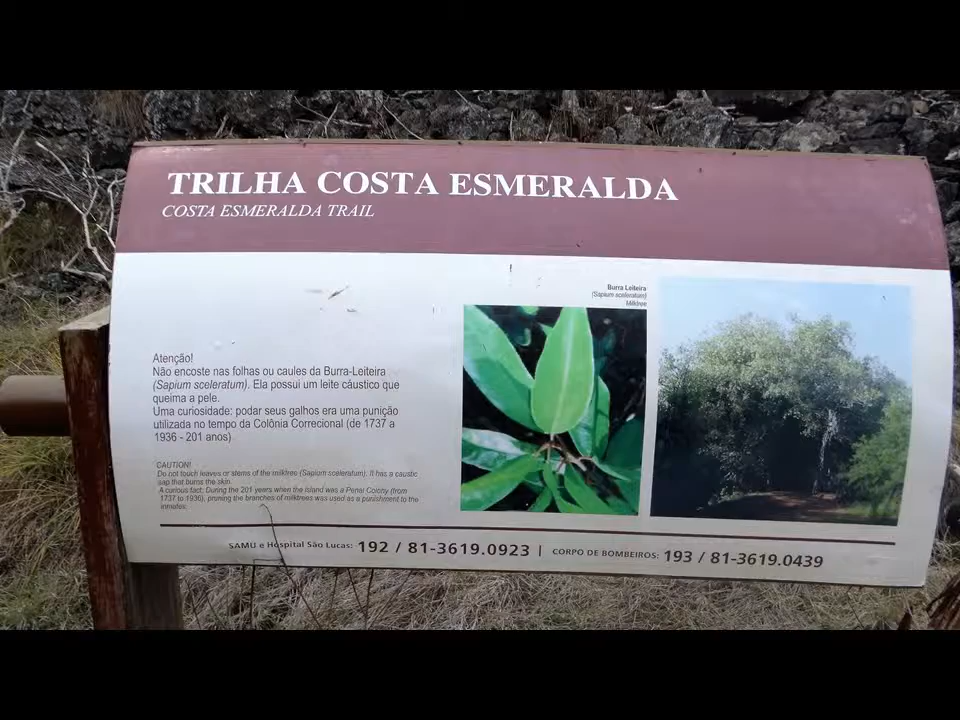 TRILHA COSTA ESMERALDA
COSTA ESMERALDA TRAIL
Burra Leiteira
(Sapium sceleratum)
Milktree
Atenção!
Não encoste nas folhas ou caules da Burra-Leiteira
(Sapium sceleratum). Ela possui um leite cáustico que
queima a pele.
Uma curiosidade: podar seus galhos era uma punição
utilizada no tempo da Colônia Correcional (de 1737 a
1936 - 201 anos)
CAUTION!
Do not touch leaves or stems of the milktree (Sapium sceleratum). It has a caustic
sap that burns the skin.
A curious fact: During the 201 years when the island was a Penal Colony (from
1737 to 1936), pruning the branches of milktrees was used as a punishment to the
inmates.
SAMU e Hospital São Lucas: 192 / 81-3619.0923 | CORPO DE BOMBEIROS: 193 / 81-3619.0439